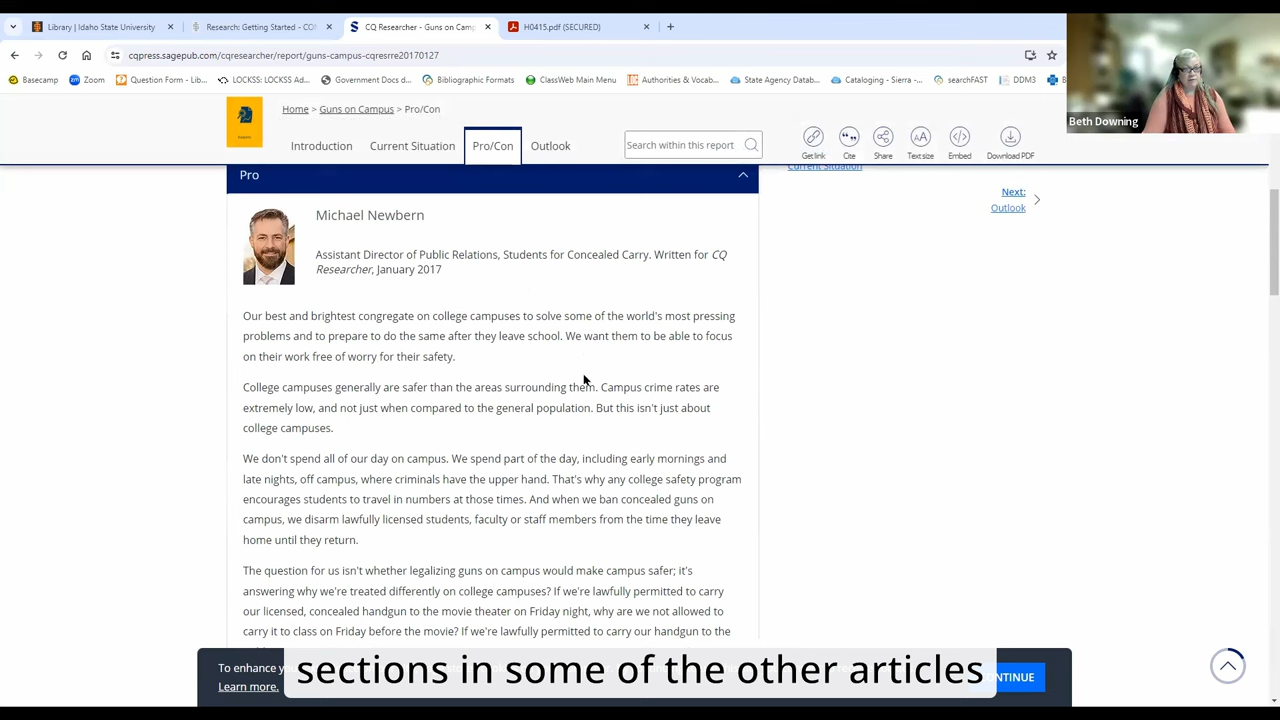 Library | Idaho State University
Research: Getting Started - CO
CQ Researcher - Guns on Camp
H0415.pdf (SECURED)
cqpress.sagepub.com/cqresearcher/report/guns-campus-cqresrre20170127
Basecamp
Zoom
Question Form - Lib...
LOCKSS: LOCKSS Ad...
Government Docs d...
Bibliographic Formats
ClassWeb Main Menu
Authorities & Vocab...
State Agency Datab...
Cataloging - Sierra -...
searchFAST
DDM3
Beth Downing
Home > Guns on Campus > Pro/Con
Introduction
Current Situation
Pro/Con
Outlook
Search within this report
Get link
Cite
Share
Text size
Embed
Download PDF
Pro
Current Situation
Next:
Outlook
Michael Newbern
Assistant Director of Public Relations, Students for Concealed Carry. Written for CQ
Researcher, January 2017
Our best and brightest congregate on college campuses to solve some of the world's most pressing
problems and to prepare to do the same after they leave school. We want them to be able to focus
on their work free of worry for their safety.
College campuses generally are safer than the areas surrounding them. Campus crime rates are
extremely low, and not just when compared to the general population. But this isn't just about
college campuses.
We don't spend all of our day on campus. We spend part of the day, including early mornings and
late nights, off campus, where criminals have the upper hand. That's why any college safety program
encourages students to travel in numbers at those times. And when we ban concealed guns on
campus, we disarm lawfully licensed students, faculty or staff members from the time they leave
home until they return.
The question for us isn't whether legalizing guns on campus would make campus safer; it's
answering why we're treated differently on college campuses? If we're lawfully permitted to carry
our licensed, concealed handgun to the movie theater on Friday night, why are we not allowed to
carry it to class on Friday before the movie? If we're lawfully permitted to carry our handgun to the
To enhance
Learn more.
sections in some of the other articles